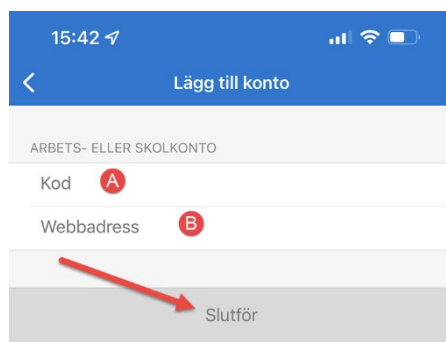 15:42
Lägg till konto
ARBETS- ELLER SKOLKONTO
Kod A
Webbadress B
Slutför